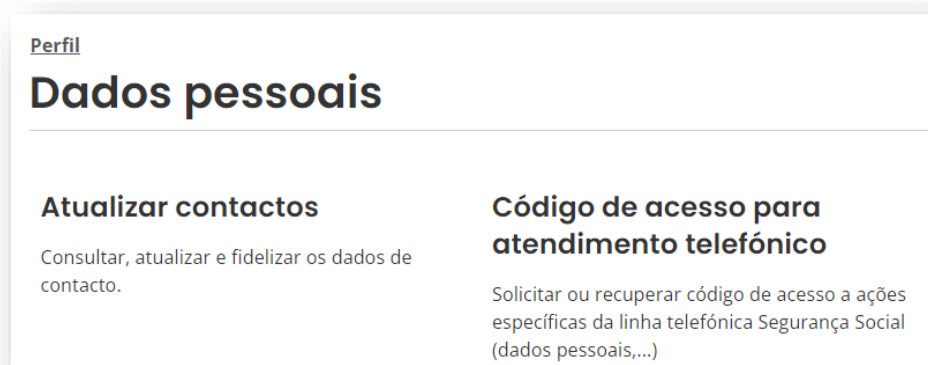 Perfil
Dados pessoais
Atualizar contactos
Consultar, atualizar e fidelizar os dados de
contacto.
Código de acesso para
atendimento telefónico
Solicitar ou recuperar código de acesso a ações
específicas da linha telefónica Segurança Social
(dados pessoais,...)